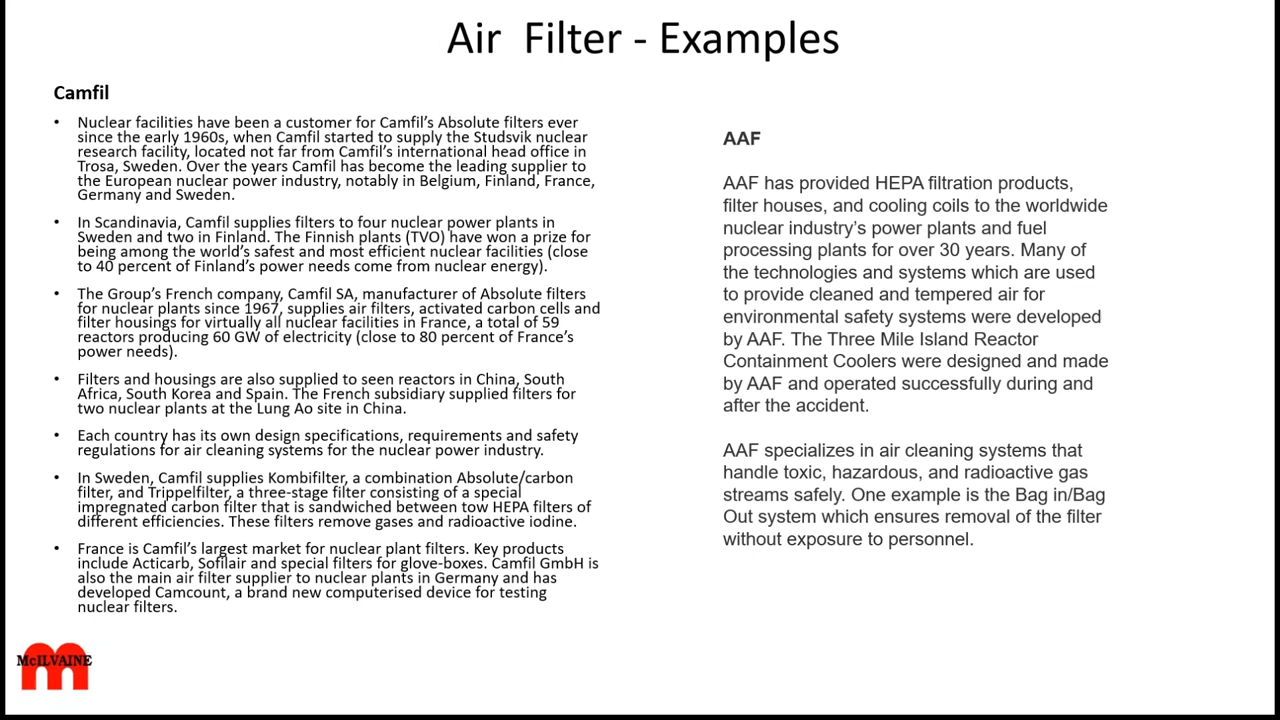 Air Filter - Examples
Camfil
• Nuclear facilities have been a customer for Camfil's Absolute filters ever
since the early 1960s, when Camfil started to supply the Studsvik nuclear
research facility, located not far from Camfil's international head office in
Trosa, Sweden. Over the years Camfil has become the leading supplier to
the European nuclear power industry, notably in Belgium, Finland, France,
Germany and Sweden.
• In Scandinavia, Camfil supplies filters to four nuclear power plants in
Sweden and two in Finland. The Finnish plants (TVO) have won a prize for
being among the world's safest and most efficient nuclear facilities (close
to 40 percent of Finland's power needs come from nuclear energy).
• The Group's French company, Camfil SA, manufacturer of Absolute filters
for nuclear plants since 1967, supplies air filters, activated carbon cells and
filter housings for virtually all nuclear facilities in France, a total of 59
reactors producing 60 GW of electricity (close to 80 percent of France's
power needs).
• Filters and housings are also supplied to seen reactors in China, South
Africa, South Korea and Spain. The French subsidiary supplied filters for
two nuclear plants at the Lung Ao site in China.
• Each country has its own design specifications, requirements and safety
regulations for air cleaning systems for the nuclear power industry.
• In Sweden, Camfil supplies Kombifilter, a combination Absolute/carbon
filter, and Trippelfilter, a three-stage filter consisting of a special
impregnated carbon filter that is sandwiched between tow HEPA filters of
different efficiencies. These filters remove gases and radioactive iodine.
• France is Camfil's largest market for nuclear plant filters. Key products
include Acticarb, Sofilair and special filters for glove-boxes. Camfil GmbH is
also the main air filter supplier to nuclear plants in Germany and has
developed Camcount, a brand new computerised device for testing
nuclear filters.
AAF
AAF has provided HEPA filtration products,
filter houses, and cooling coils to the worldwide
nuclear industry's power plants and fuel
processing plants for over 30 years. Many of
the technologies and systems which are used
to provide cleaned and tempered air for
environmental safety systems were developed
by AAF. The Three Mile Island Reactor
Containment Coolers were designed and made
by AAF and operated successfully during and
after the accident.
AAF specializes in air cleaning systems that
handle toxic, hazardous, and radioactive gas
streams safely. One example is the Bag in/Bag
Out system which ensures removal of the filter
without exposure to personnel.
McILVAINE